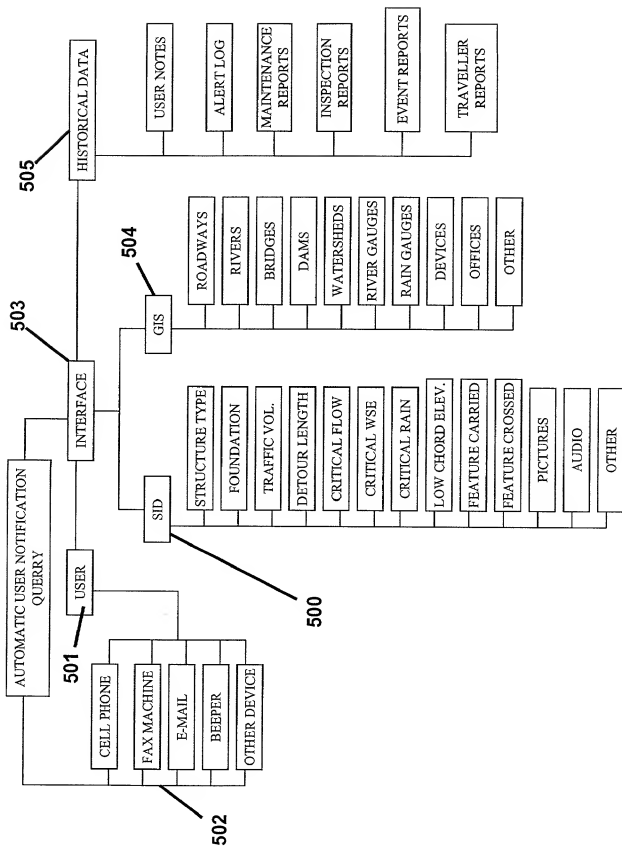 AUTOMATIC USER NOTIFICATION
QUERRY
501
USER
CELL PHONE
FAX MACHINE
E-MAIL
BEEPER
OTHER DEVICE
502
503
INTERFACE
SID
500
STRUCTURE TYPE
FOUNDATION
TRAFFIC VOL.
DETOUR LENGTH
CRITICAL FLOW
CRITICAL WSE
CRITICAL RAIN
LOW CHORD ELEV.
FEATURE CARRIED
FEATURE CROSSED
PICTURES
AUDIO
OTHER
504
GIS
ROADWAYS
RIVERS
BRIDGES
DAMS
WATERSHEDS
RIVER GAUGES
RAIN GAUGES
DEVICES
OFFICES
OTHER
505
HISTORICAL DATA
USER NOTES
ALERT LOG
MAINTENANCE
REPORTS
INSPECTION
REPORTS
EVENT REPORTS
TRAVELLER
REPORTS